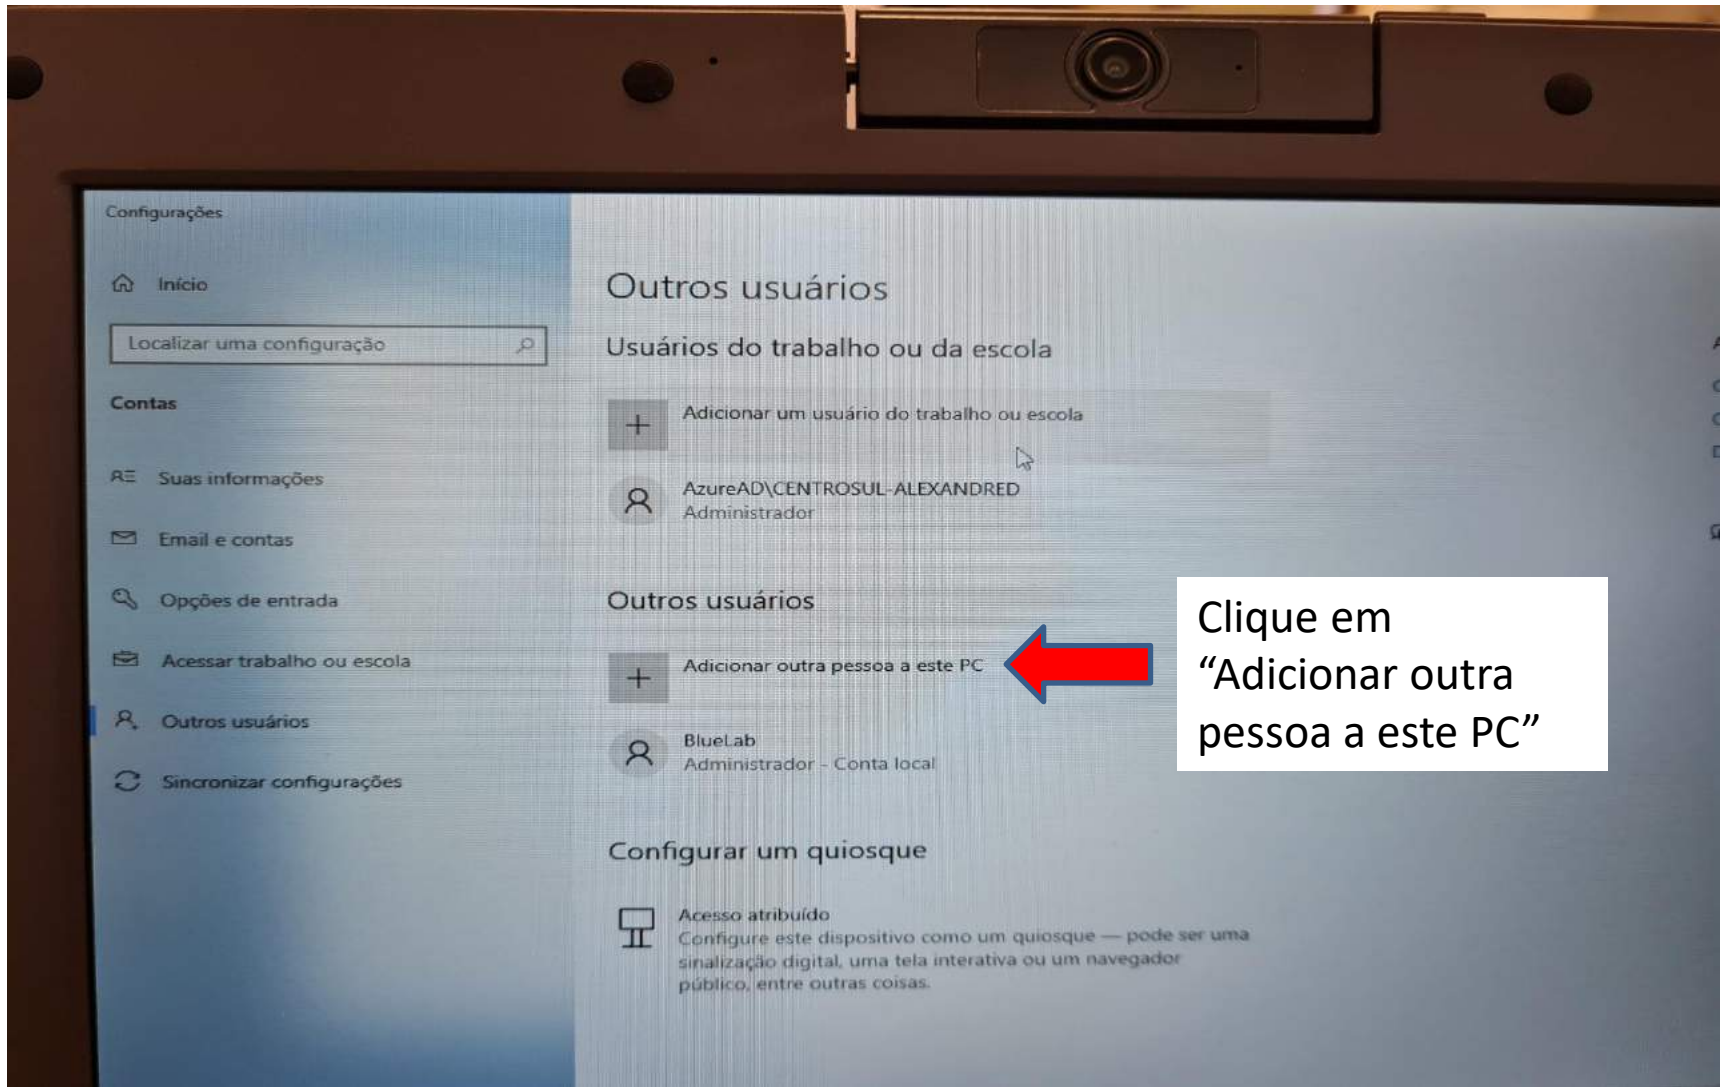 Configurações
Início
Localizar uma configuração
Contas
Suas informações
Email e contas
Opções de entrada
Acessar trabalho ou escola
Outros usuários
Sincronizar configurações
Outros usuários
Usuários do trabalho ou da escola
Adicionar um usuário do trabalho ou escola
AzureAD\CENTROSUL-ALEXANDRED
Administrador
Outros usuários
Adicionar outra pessoa a este PC
BlueLab
Administrador - Conta local
Configurar um quiosque
Acesso atribuído
Configure este dispositivo como um quiosque — pode ser uma
sinalização digital, uma tela interativa ou um navegador
público, entre outras coisas.
Clique em
“Adicionar outra
pessoa a este PC”